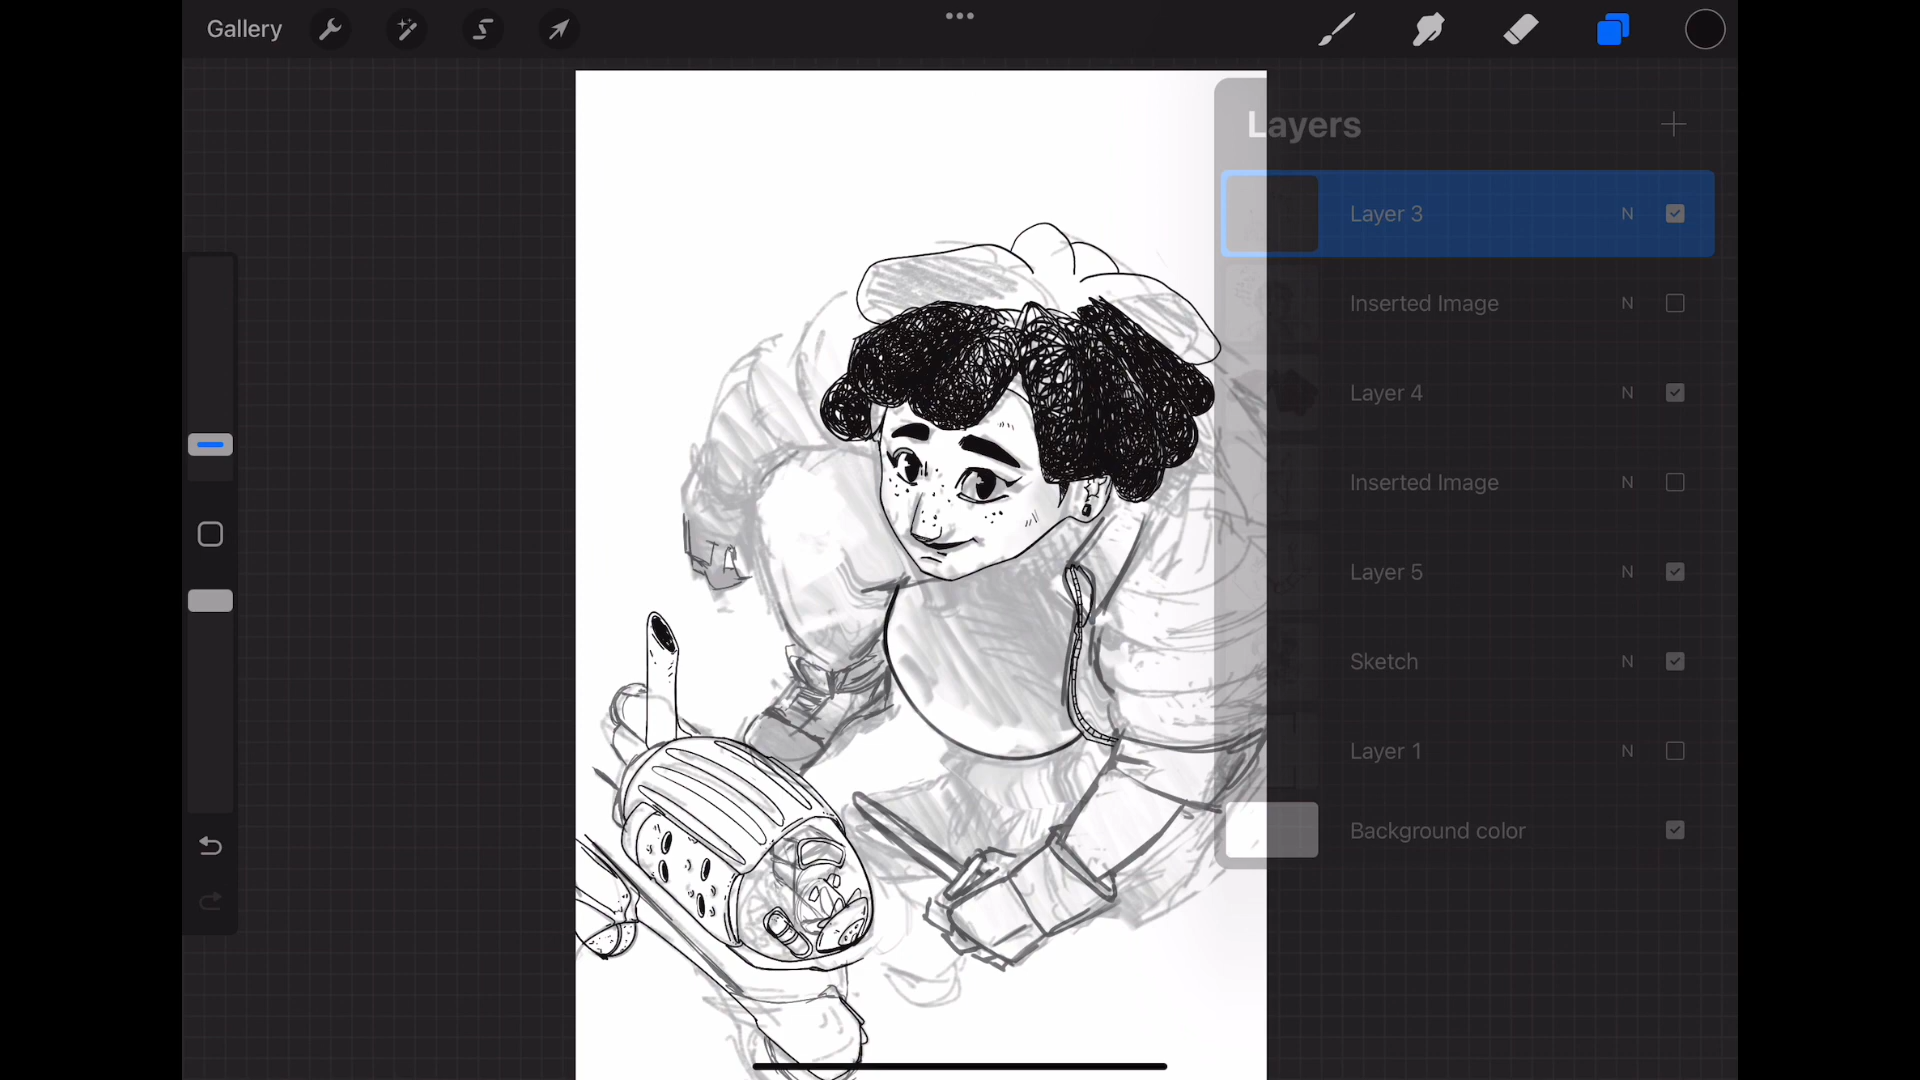 Gallery
Layers
Layer 3 N
Inserted Image N
Layer 4 N
Inserted Image N
Layer 5 N
Sketch N
Layer 1 N
Background color